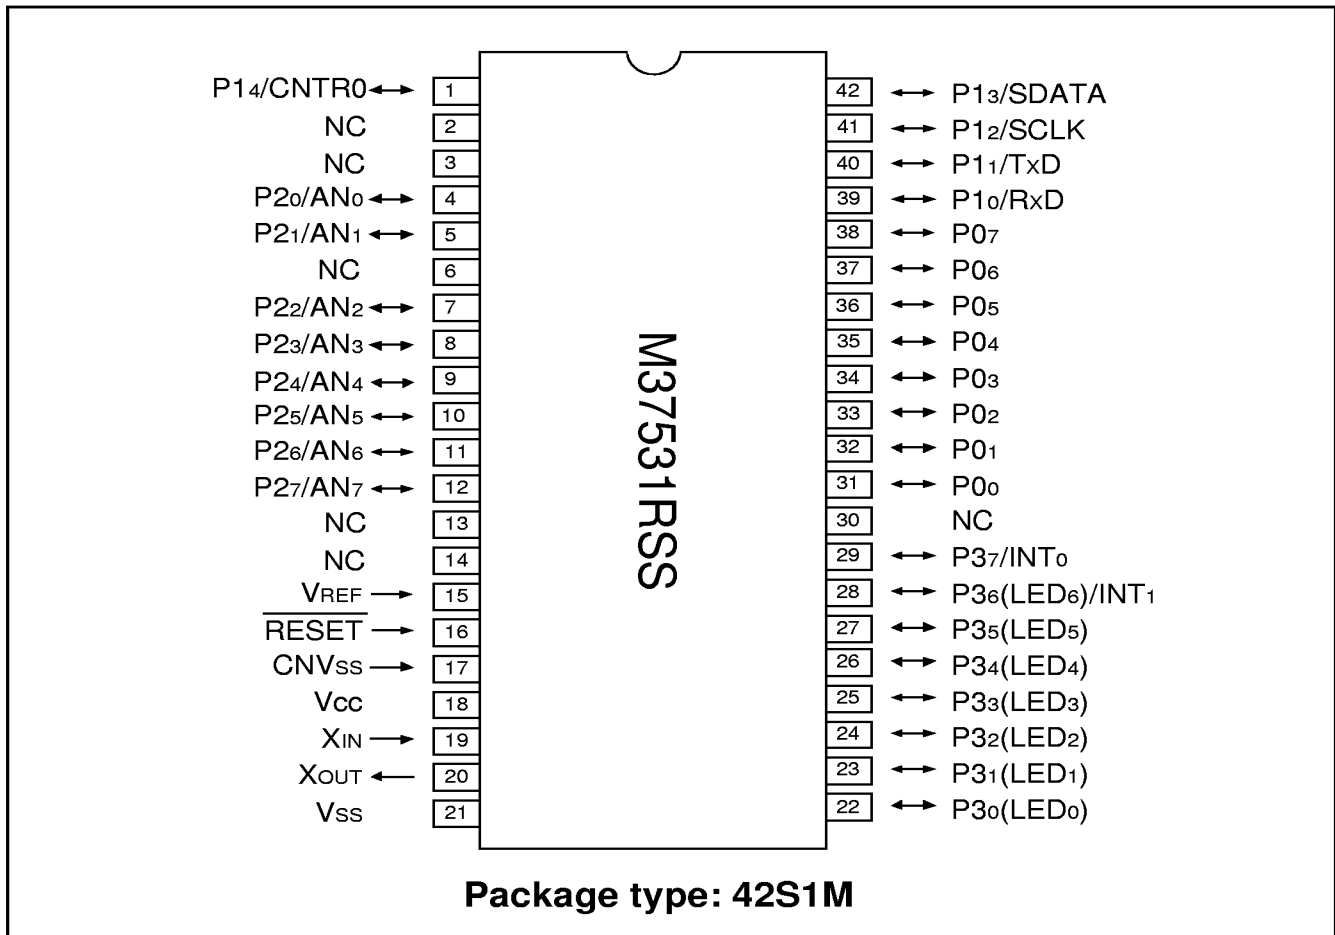 P14/CNTR0 1 42 P13/SDATA
NC 2 41 P12/SCLK
NC 3 40 P11/TxD
P20/AN0 4 39 P10/RxD
P21/AN1 5 38 P07
NC 6 37 P06
P22/AN2 7 36 P05
P23/AN3 8 35 P04
P24/AN4 9 34 P03
P25/AN5 10 33 P02
P26/AN6 11 32 P01
P27/AN7 12 31 P00
NC 13 30 NC
NC 14 29 P37/INT0
VREF 15 28 P36(LED6)/INT1
RESET 16 27 P35(LED5)
CNVSS 17 26 P34(LED4)
Vcc 18 25 P33(LED3)
XIN 19 24 P32(LED2)
XOUT 20 23 P31(LED1)
VSS 21 22 P30(LED0)
M37531RSS
Package type: 42S1M